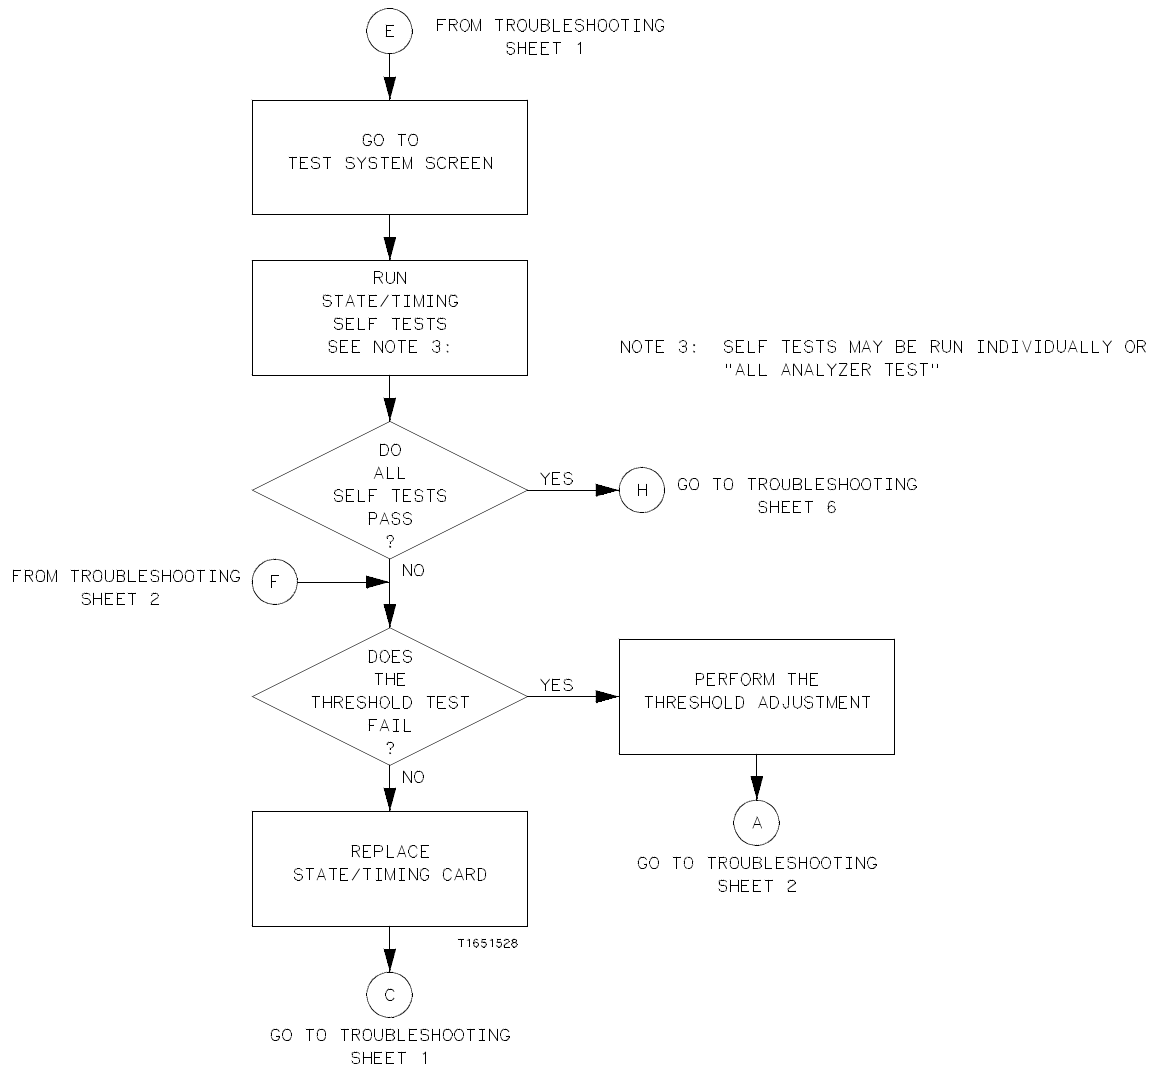 E
FROM TROUBLESHOOTING
SHEET 1
GO TO
TEST SYSTEM SCREEN
RUN
STATE/TIMING
SELF TESTS
SEE NOTE 3:
NOTE 3: SELF TESTS MAY BE RUN INDIVIDUALLY OR
"ALL ANALYZER TEST"
DO
ALL
SELF TESTS
PASS
?
YES
H
GO TO TROUBLESHOOTING
SHEET 6
NO
FROM TROUBLESHOOTING
SHEET 2
F
DOES
THE
THRESHOLD TEST
FAIL
?
YES
PERFORM THE
THRESHOLD ADJUSTMENT
NO
A
GO TO TROUBLESHOOTING
SHEET 2
REPLACE
STATE/TIMING CARD
T1651528
C
GO TO TROUBLESHOOTING
SHEET 1